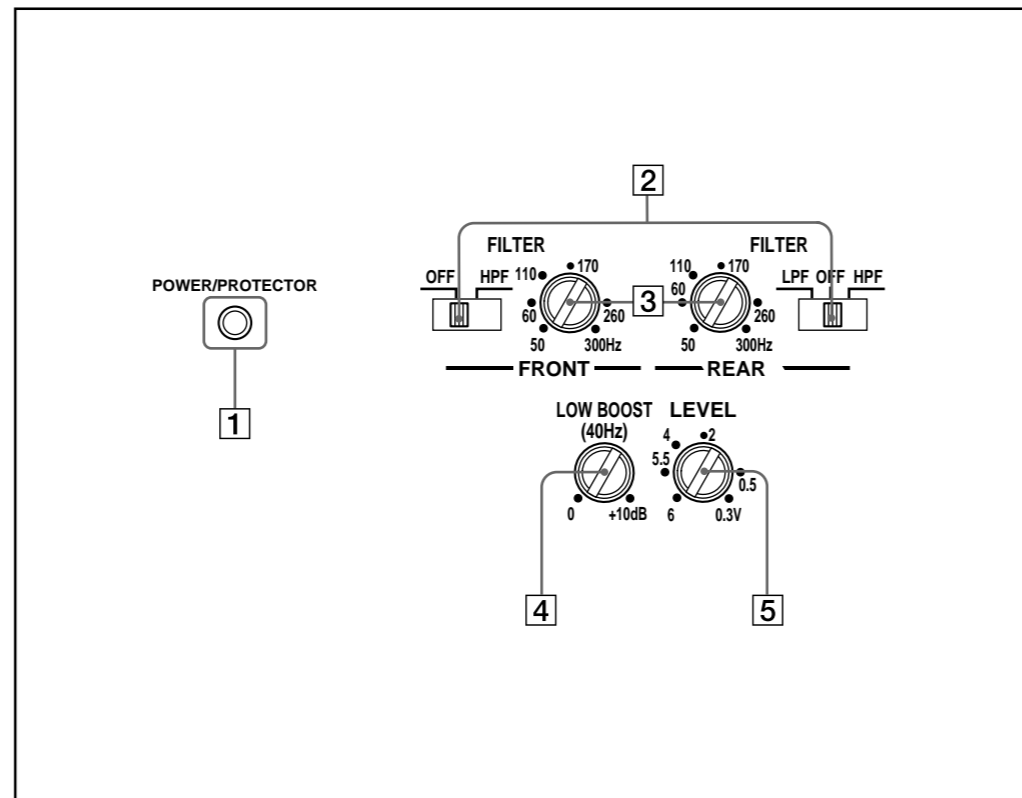 2
FILTER FILTER
110 170 110 170
OFF HPF LPF OFF HPF
POWER/PROTECTOR
3
60 260 60 260
50 300Hz 50 300Hz
FRONT REAR
1
LOW BOOST LEVEL
(40Hz)
4 2
5.5 0.5
0 +10dB 6 0.3V
4 5